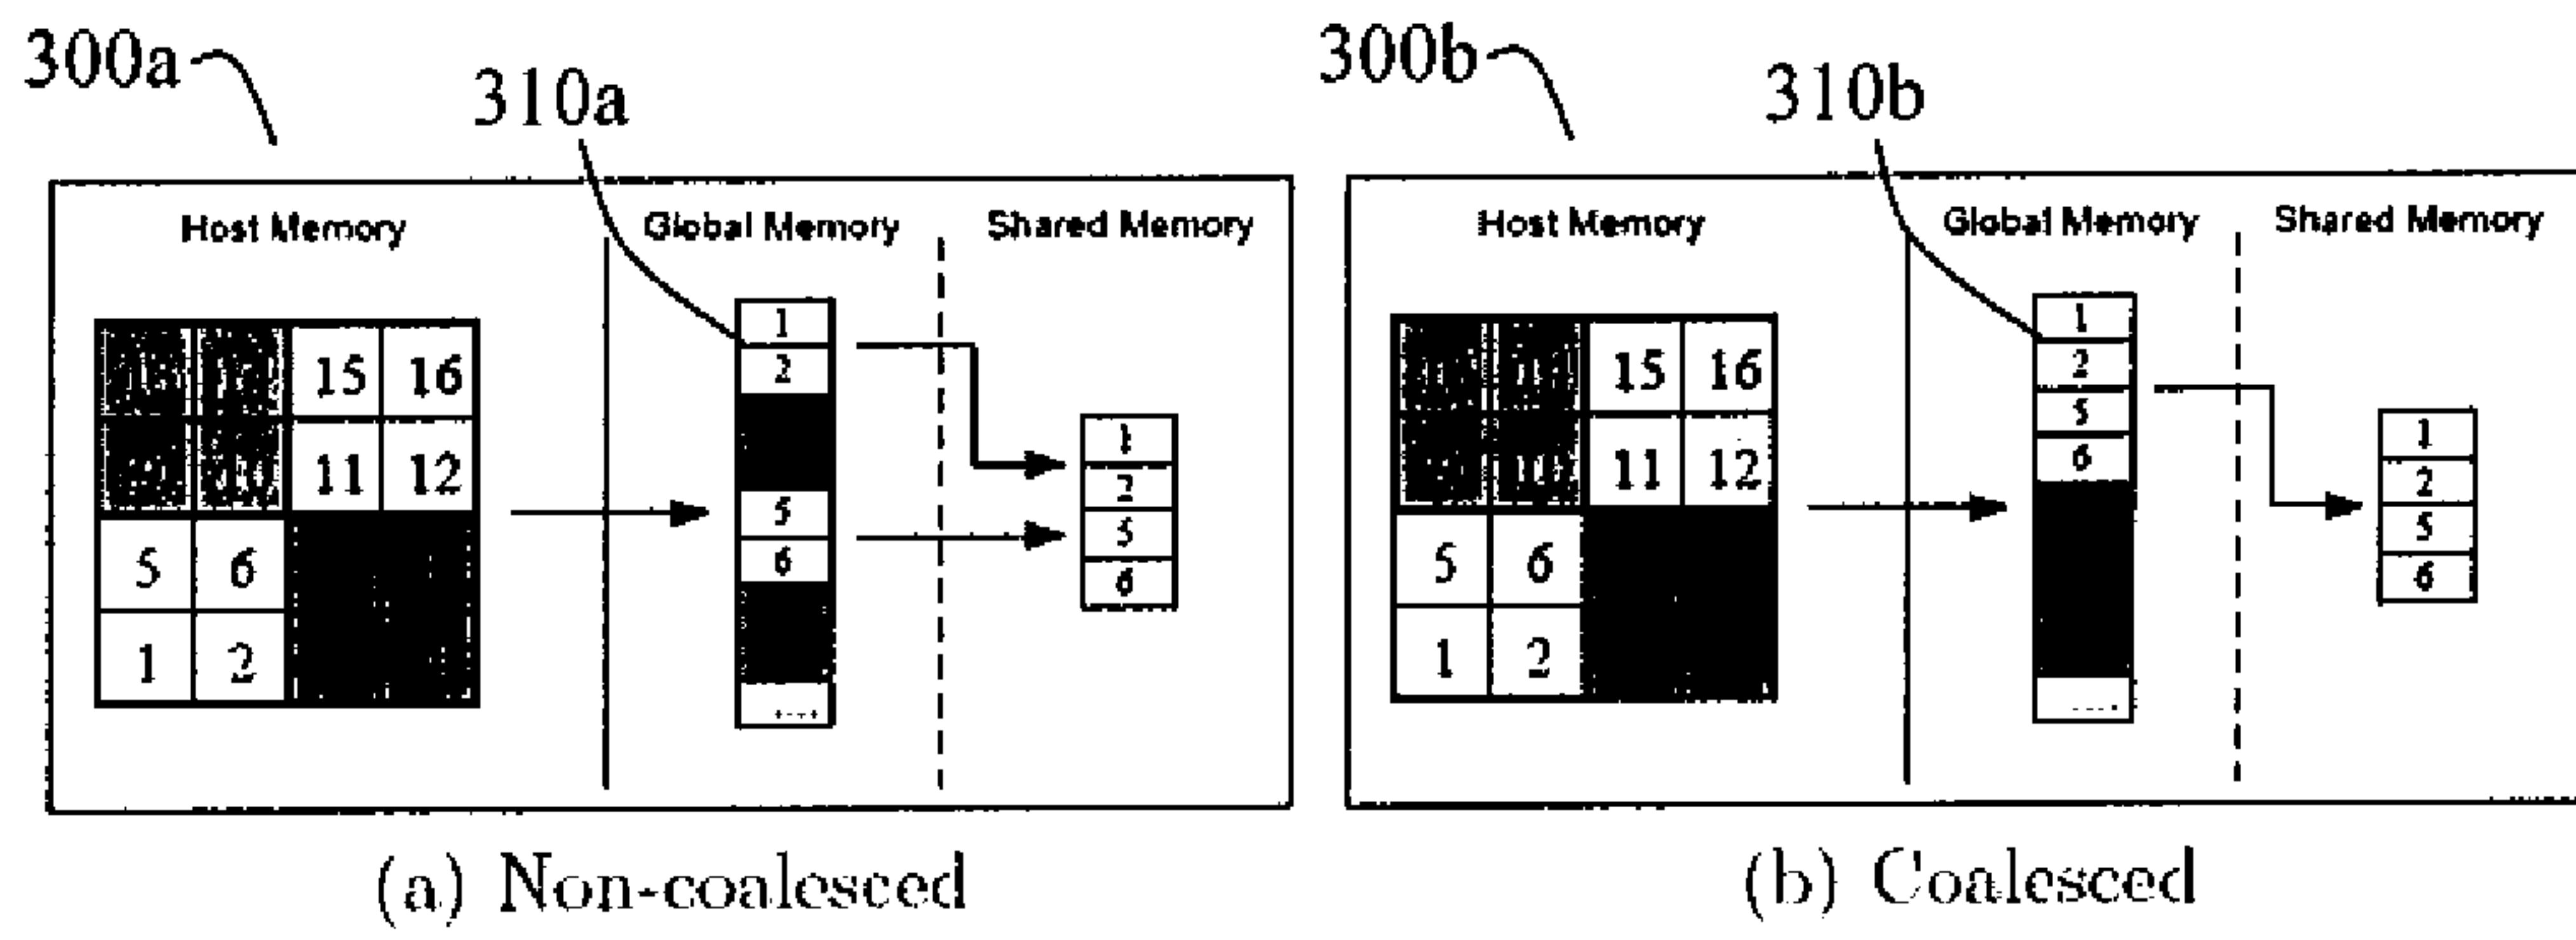 300a
310a
Host Memory
Global Memory
Shared Memory
15 16
11 12
5 6
1 2
1
2
5
6
....
1
2
5
6
(a) Non-coalesced
300b
310b
Host Memory
Global Memory
Shared Memory
15 16
11 12
5 6
1 2
1
2
5
6
....
1
2
5
6
(b) Coalesced